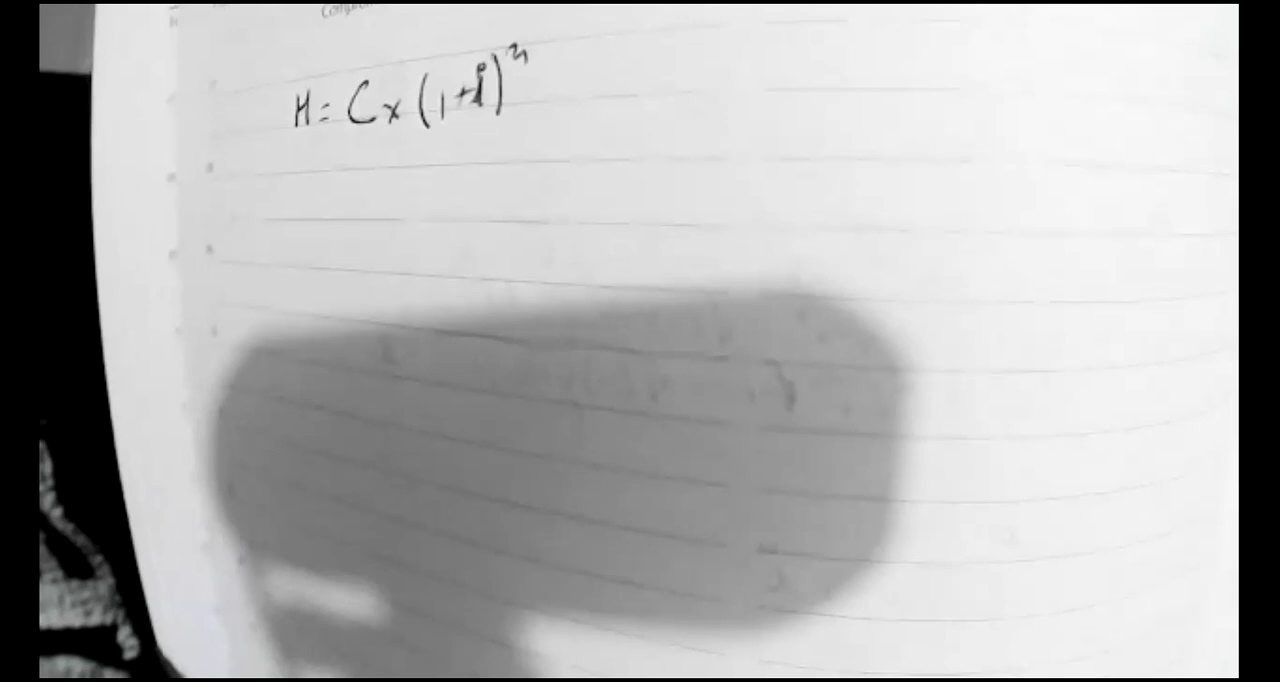 M = C x (1+i)^n